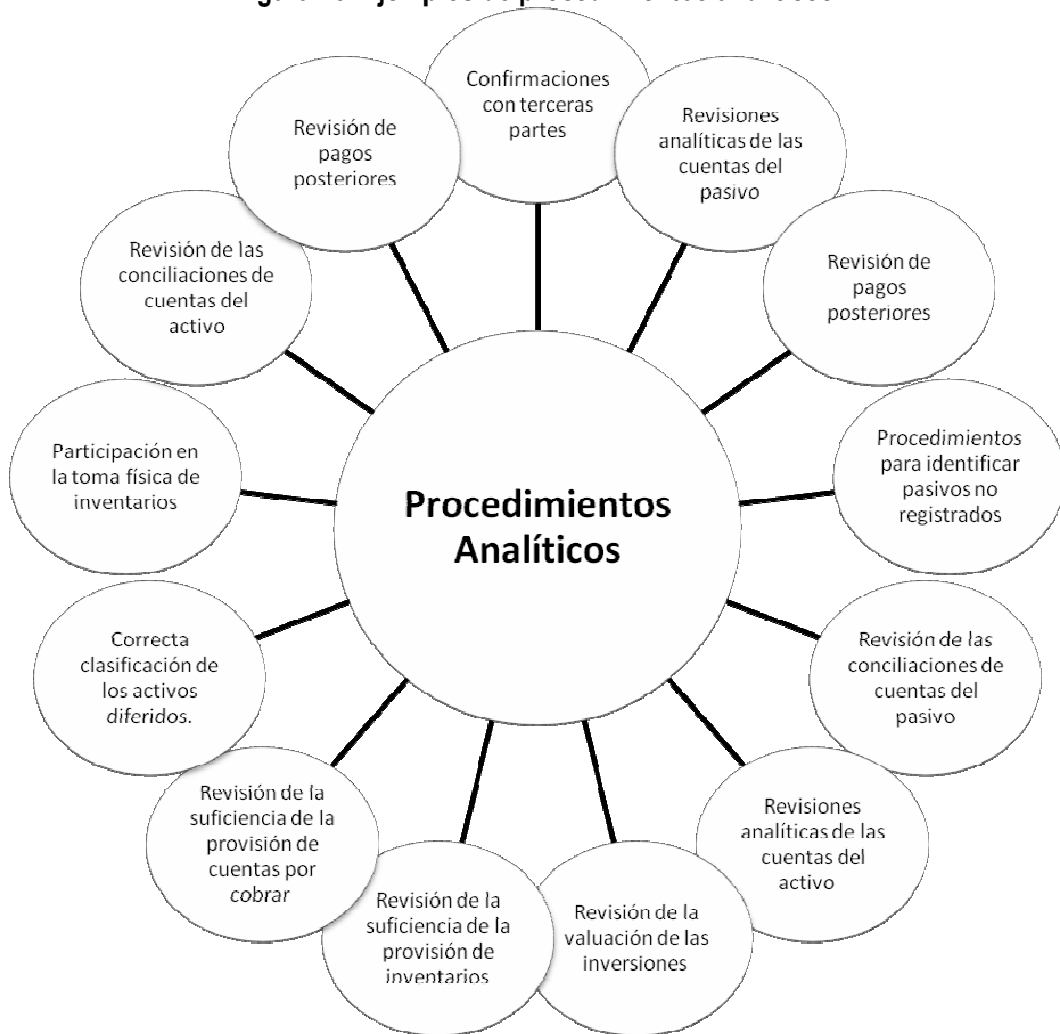 Confirmaciones
con terceras
partes
Revisiones
analíticas de las
cuentas del
pasivo
Revisión de
pagos
posteriores
Procedimientos
para identificar
pasivos no
registrados
Revisión de las
conciliaciones de
cuentas del
pasivo
Revisiones
analíticas de las
cuentas del
activo
Revisión de la
valuación de las
inversiones
Revisión de la
suficiencia de la
provisión de
inventarios
Revisión de la
suficiencia de la
provisión de
cuentas por
cobrar
Correcta
clasificación de
los activos
diferidos.
Participación en
la toma física de
inventarios
Revisión de las
conciliaciones de
cuentas del
activo
Revisión de
pagos
posteriores
Procedimientos
Analíticos